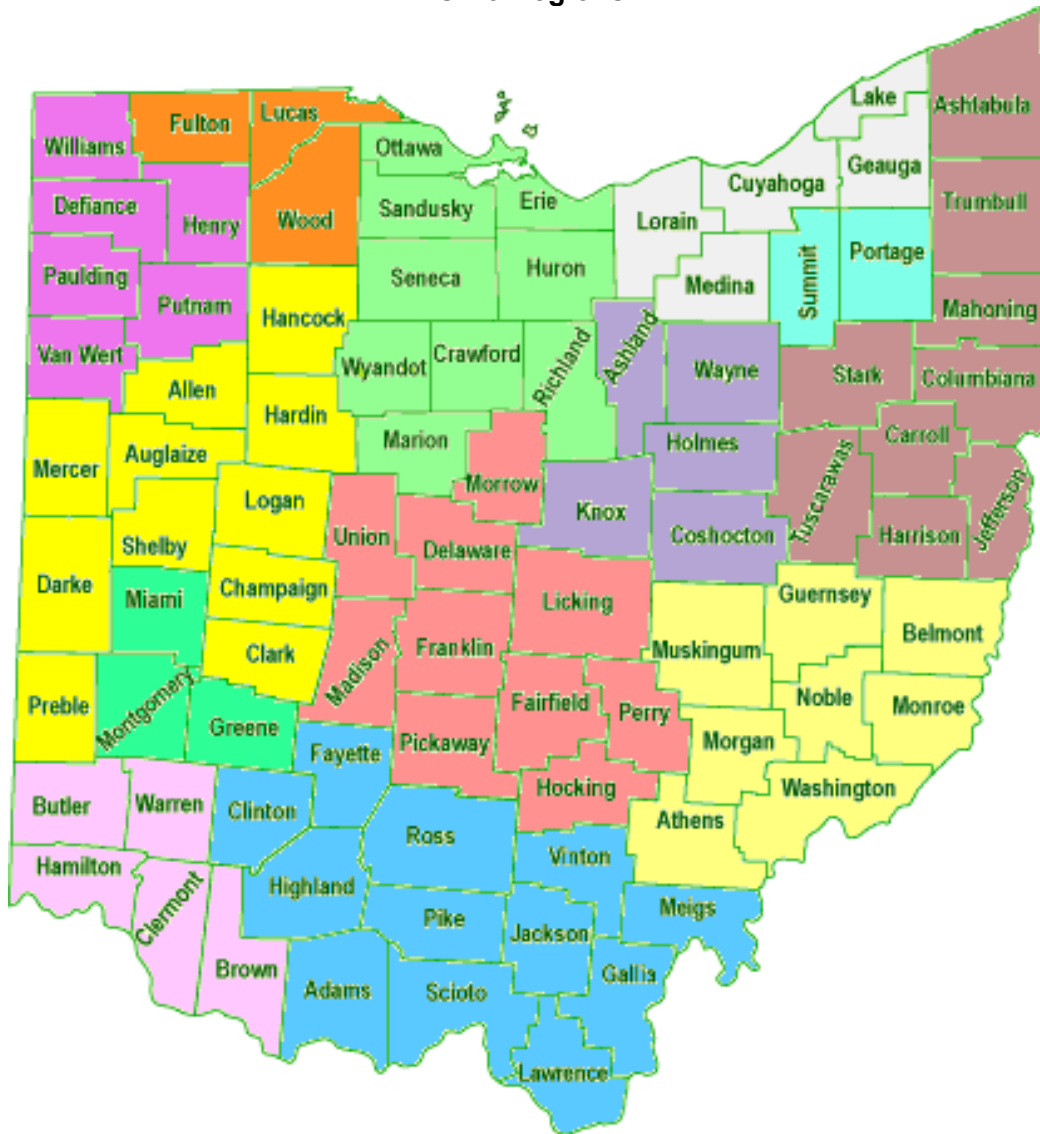 Lake
Ashtabula
Lucas
Fulton
Williams
Ottawa
Geauga
Cuyahoga
Trumbull
Defiance
Sandusky
Erie
Henry
Wood
Lorain
Portage
Summit
Paulding
Seneca
Huron
Medina
Putnam
Mahoning
Hancock
Van Wert
Wyandot
Crawford
Richland
Ashland
Wayne
Stark
Columbiana
Allen
Hardin
Marion
Holmes
Carroll
Mercer
Auglaize
Morrow
Logan
Knox
Tuscarawas
Jefferson
Union
Delaware
Coshocton
Harrison
Shelby
Darke
Miami
Champaign
Licking
Guernsey
Belmont
Clark
Madison
Franklin
Muskingum
Preble
Montgomery
Greene
Fairfield
Perry
Noble
Monroe
Pickaway
Morgan
Fayette
Hocking
Washington
Butler
Warren
Clinton
Ross
Athens
Hamilton
Vinton
Clermont
Highland
Pike
Jackson
Meigs
Brown
Adams
Scioto
Gallia
Lawrence